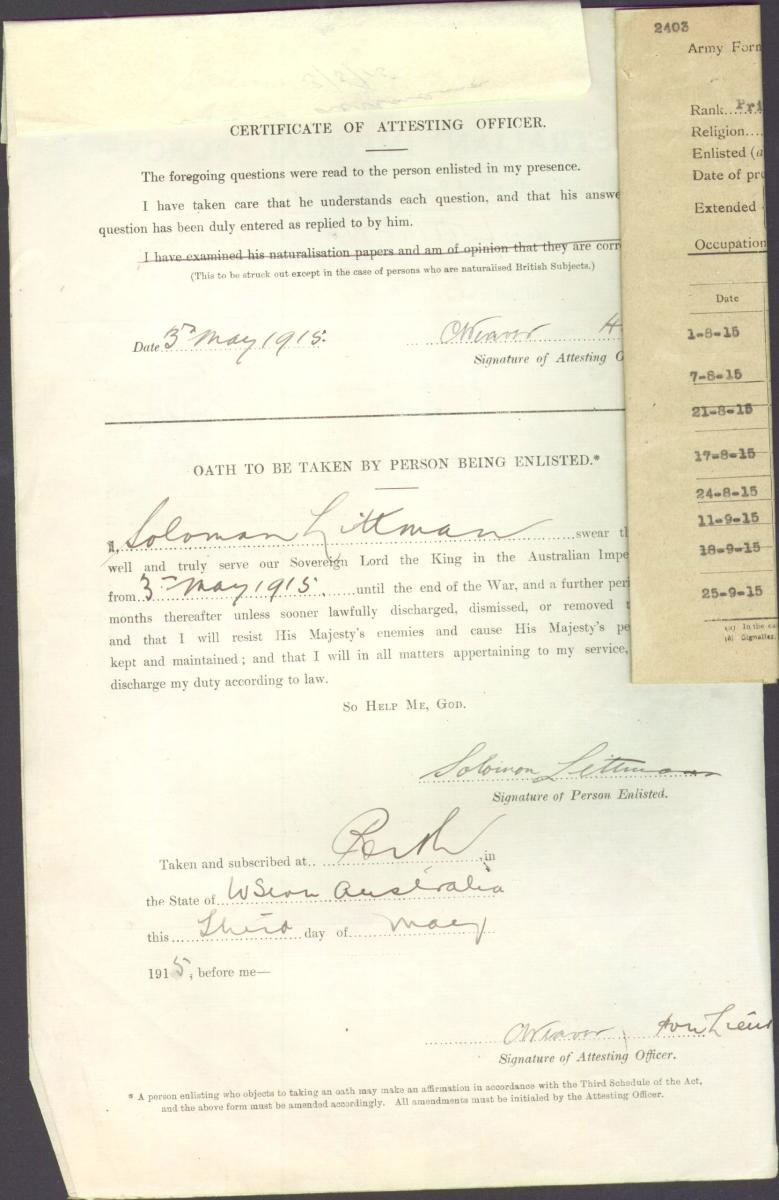 CERTIFICATE OF ATTESTING OFFICER.
The foregoing questions were read to the person enlisted in my presence.
I have taken care that he understands each question, and that his answe
question has been duly entered as replied to by him.
I have examined his naturalisation papers and am of opinion that they are corr
(This to be struck out except in the case of persons who are naturalised British Subjects.)
Date 3rd May 1915. CWeaver H
Signature of Attesting O
OATH TO BE TAKEN BY PERSON BEING ENLISTED.*
I, Soloman Littman swear th
well and truly serve our Sovereign Lord the King in the Australian Impe
from 3rd May 1915. until the end of the War, and a further peri
months thereafter unless sooner lawfully discharged, dismissed, or removed t
and that I will resist His Majesty's enemies and cause His Majesty's pe
kept and maintained; and that I will in all matters appertaining to my service,
discharge my duty according to law.
SO HELP ME, GOD.
Solomon Littman
Signature of Person Enlisted.
Taken and subscribed at Perth in
the State of Australia
this Third day of May
1915, before me—
CWeaver Hon Lieut
Signature of Attesting Officer.
* A person enlisting who objects to taking an oath may make an affirmation in accordance with the Third Schedule of the Act,
and the above form must be amended accordingly. All amendments must be initialed by the Attesting Officer.
2403
Army Form
Rank Pri
Religion
Enlisted (a
Date of pro
Extended
Occupation
Date
1-8-15
7-8-15
21-8-15
17-8-15
24-8-15
11-9-15
18-9-15
25-9-15
(a) In the ca
(b) Signaller,